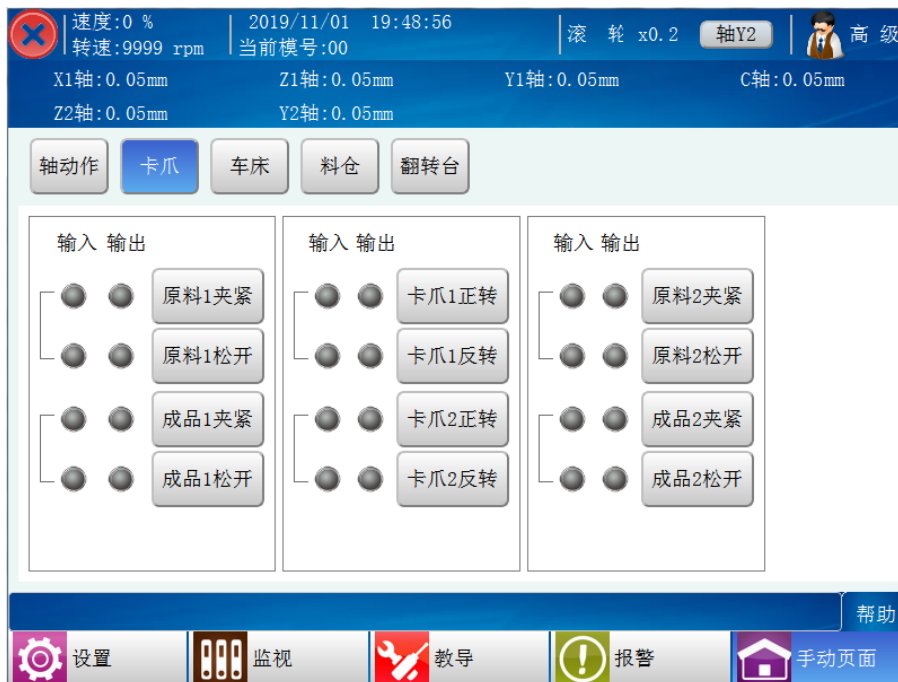 速度:0 % 2019/11/01 19:48:56 滚 轮 x0.2 轴Y2 高 级
转速:9999 rpm 当前模号:00
X1轴:0.05mm Z1轴:0.05mm Y1轴:0.05mm C轴:0.05mm
Z2轴:0.05mm Y2轴:0.05mm
轴动作 卡爪 车床 料仓 翻转台
输入 输出 输入 输出 输入 输出
原料1夹紧 卡爪1正转 原料2夹紧
原料1松开 卡爪1反转 原料2松开
成品1夹紧 卡爪2正转 成品2夹紧
成品1松开 卡爪2反转 成品2松开
帮助
设置 监视 教导 报警 手动页面